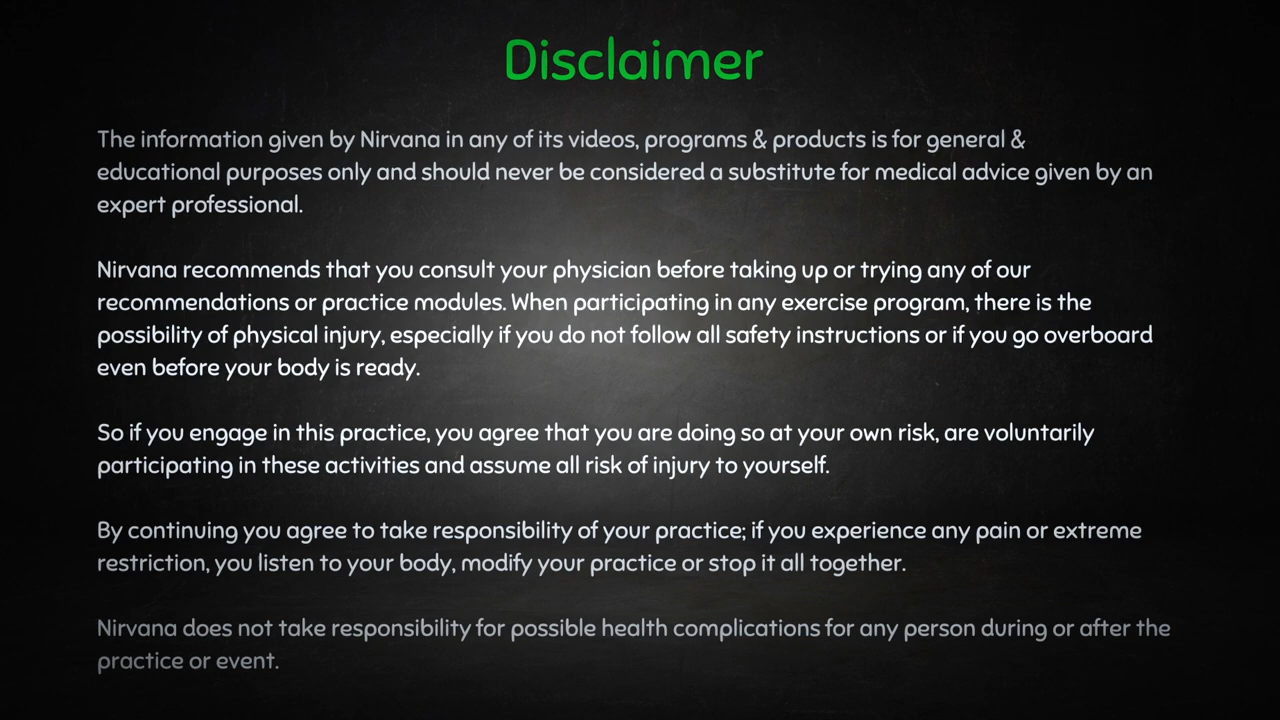 Disclaimer
The information given by Nirvana in any of its videos, programs & products is for general &
educational purposes only and should never be considered a substitute for medical advice given by an
expert professional.
Nirvana recommends that you consult your physician before taking up or trying any of our
recommendations or practice modules. When participating in any exercise program, there is the
possibility of physical injury, especially if you do not follow all safety instructions or if you go overboard
even before your body is ready.
So if you engage in this practice, you agree that you are doing so at your own risk, are voluntarily
participating in these activities and assume all risk of injury to yourself.
By continuing you agree to take responsibility of your practice; if you experience any pain or extreme
restriction, you listen to your body, modify your practice or stop it all together.
Nirvana does not take responsibility for possible health complications for any person during or after the
practice or event.